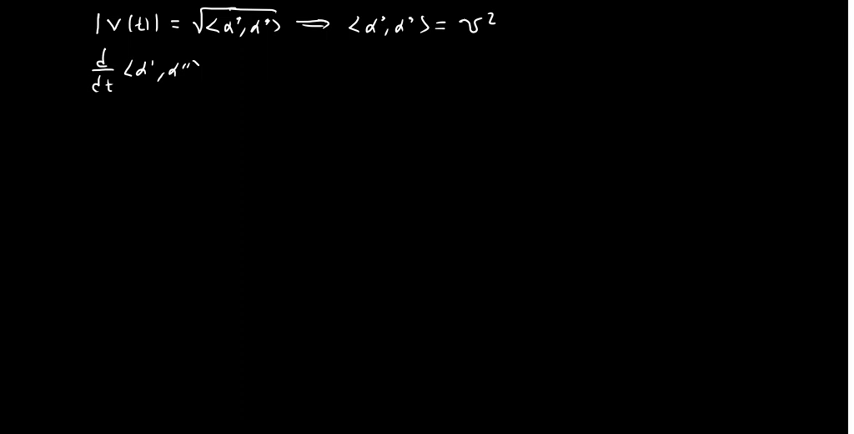 |v(t)| = √⟨α', α'⟩ ⟹ ⟨α', α'⟩ = v²
d/dt ⟨α', α''⟩